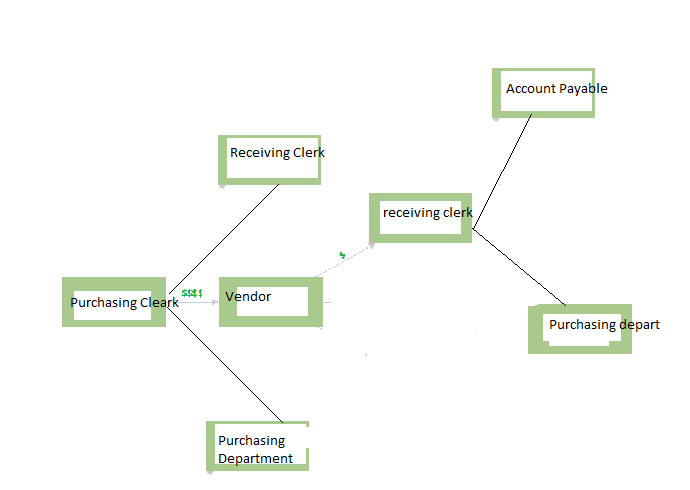 Account Payable
Receiving Clerk
receiving clerk
Purchasing Cleark
$$$$
Vendor
Purchasing depart
Purchasing
Department